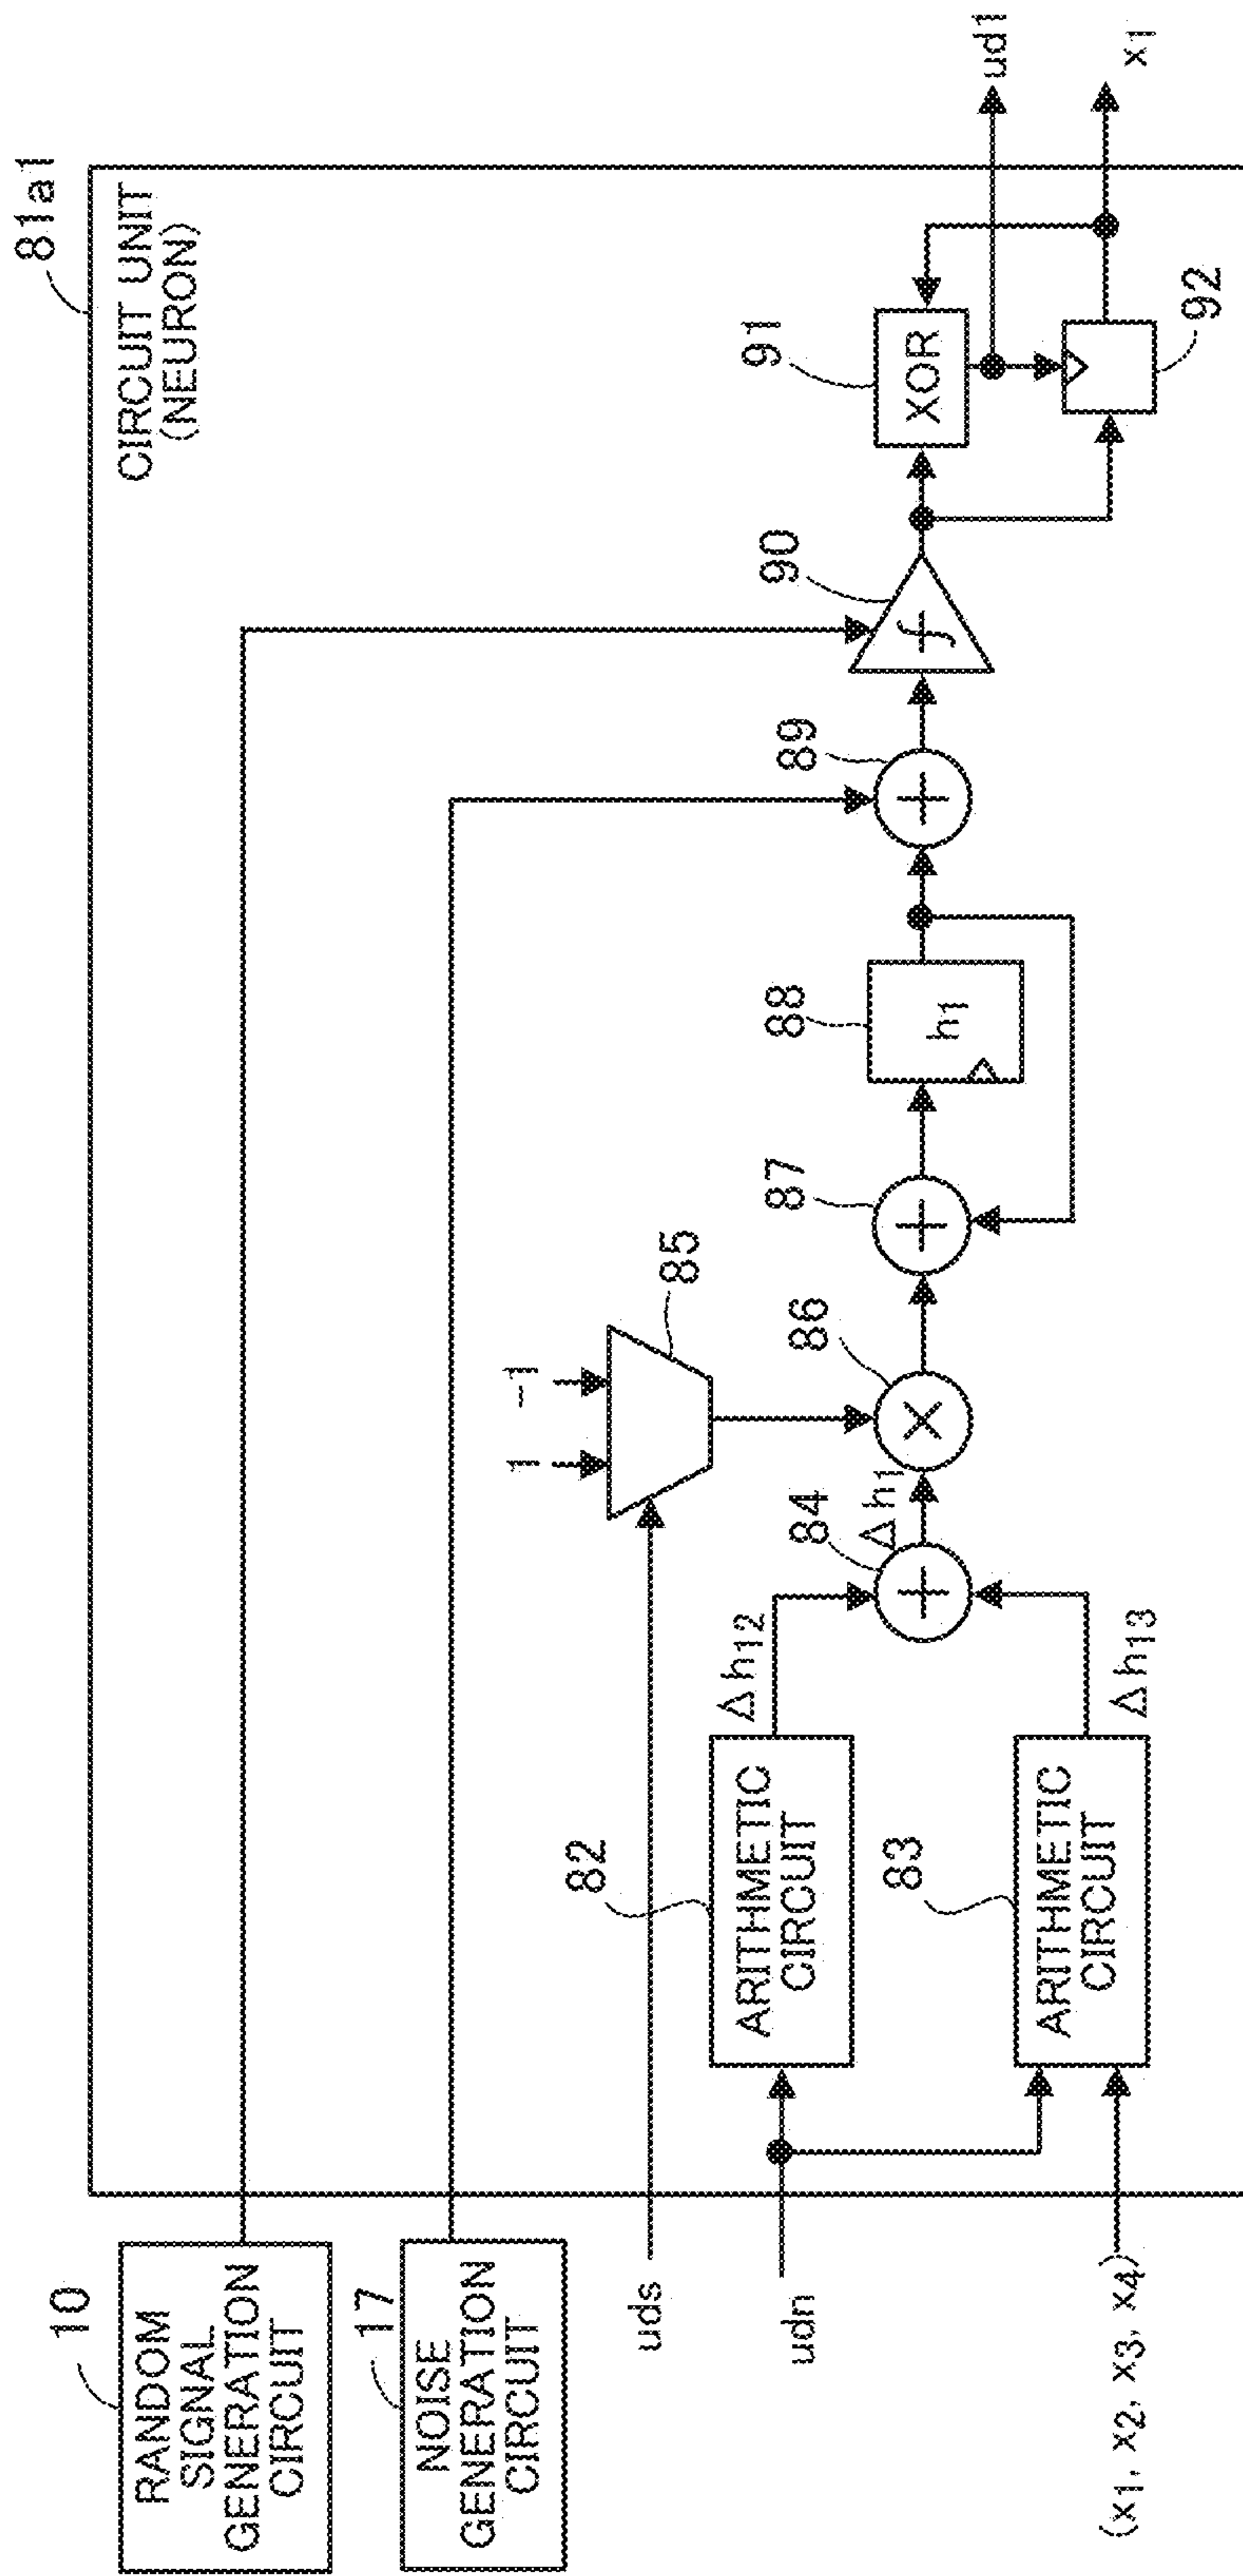 81a1
CIRCUIT UNIT
(NEURON)
10
RANDOM
SIGNAL
GENERATION
CIRCUIT
17
NOISE
GENERATION
CIRCUIT
uds
udn
(x1, x2, x3, x4)
82
ARITHMETIC
CIRCUIT
Δh12
83
ARITHMETIC
CIRCUIT
Δh13
84
Δh1
1
-1
85
86
×
87
+
88
h1
89
+
90
f
91
XOR
92
ud1
x1
+